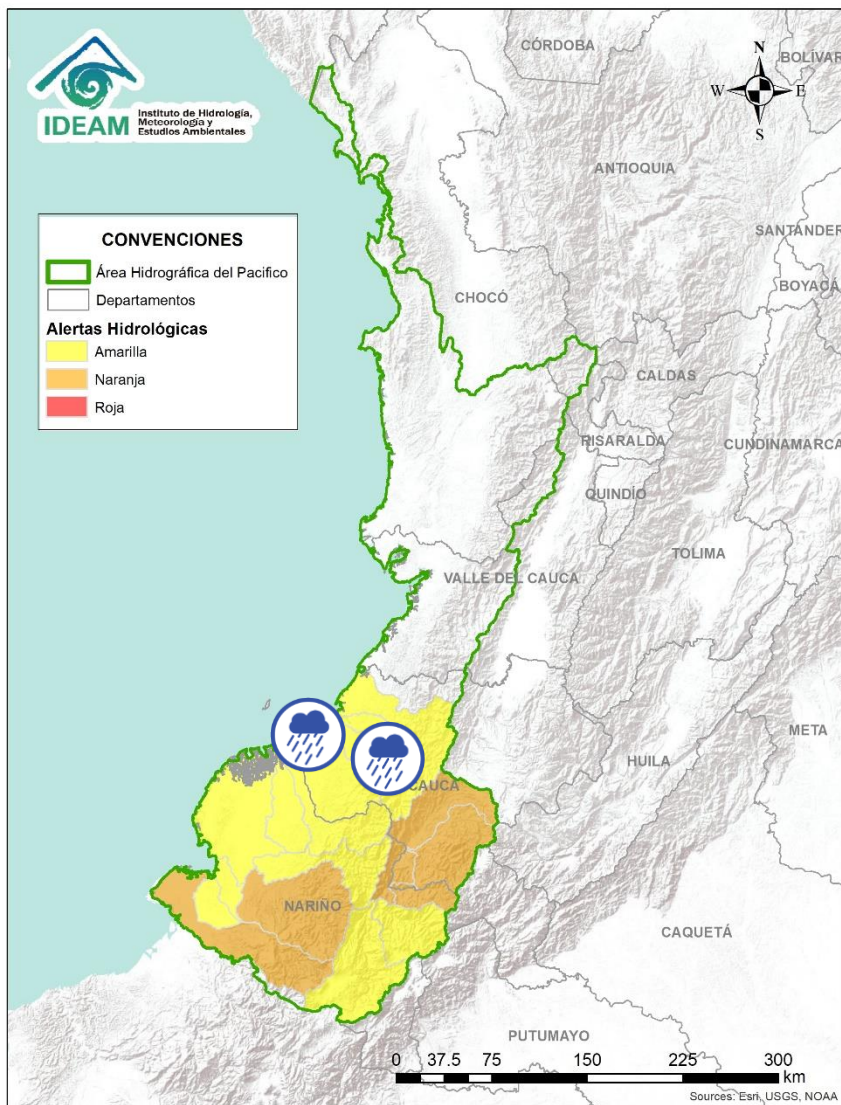 IDEAM
Instituto de Hidrología,
Meteorología y
Estudios Ambientales
CÓRDOBA
BOLÍVAR
N
W
E
S
ANTIOQUIA
SANTANDER
BOYACÁ
CONVENCIONES
Área Hidrográfica del Pacifico
Departamentos
Alertas Hidrológicas
Amarilla
Naranja
Roja
CHOCÓ
CALDAS
RISARALDA
CUNDINAMARCA
QUINDÍO
TOLIMA
VALLE DEL CAUCA
META
HUILA
CAUCA
NARIÑO
CAQUETÁ
PUTUMAYO
0 37.5 75 150 225 300
km
Sources: Esri, USGS, NOAA